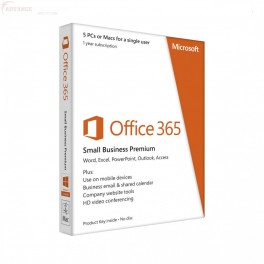 5 PCs or Macs for a single user
1 year subscription
Microsoft
Office 365
Small Business Premium
Word, Excel, PowerPoint, Outlook, Access
Plus:
Use on mobile devices
Business email & shared calendar
Company website tools
HD video conferencing
Product key inside • No disc